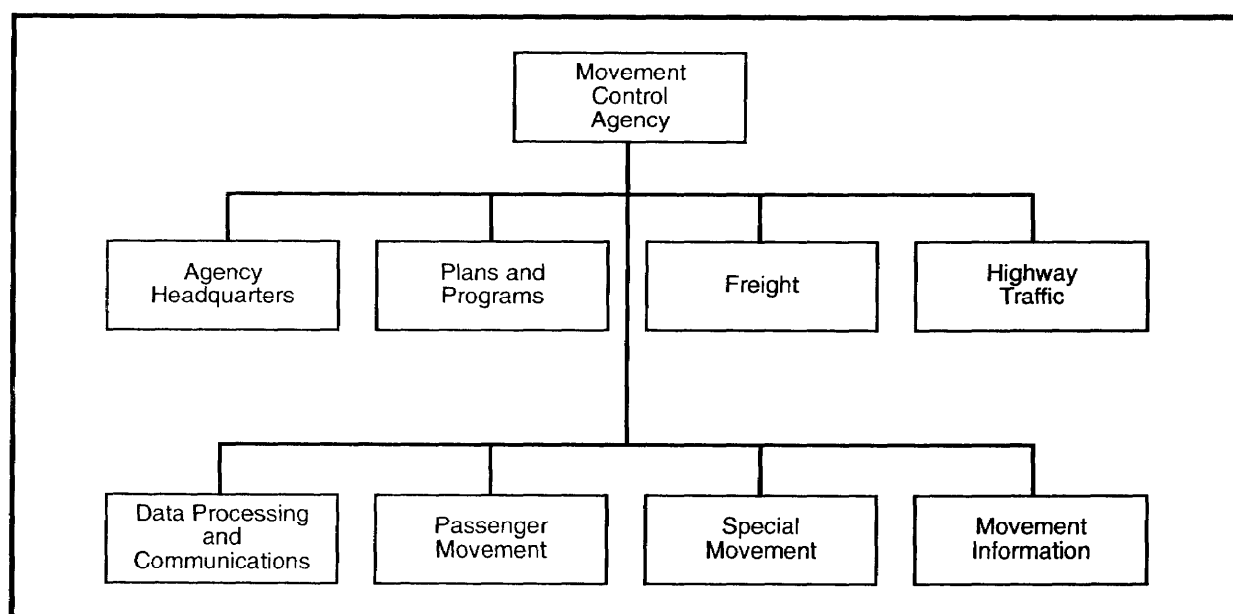 Movement
Control
Agency
Agency
Headquarters
Plans and
Programs
Freight
Highway
Traffic
Data Processing
and
Communications
Passenger
Movement
Special
Movement
Movement
Information